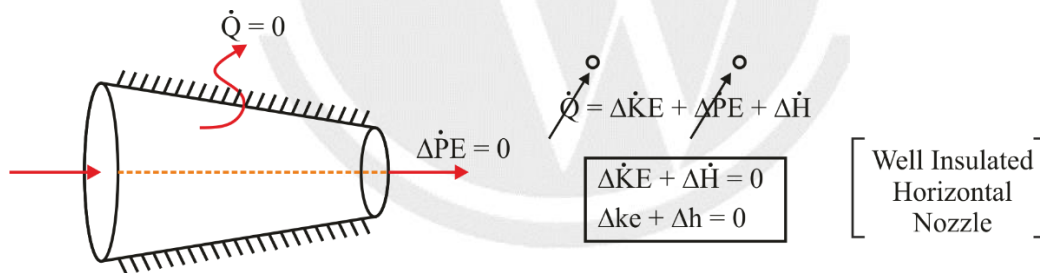 Q̇ = 0
ΔṖE = 0
Q̇ = ΔK̇E + ΔṖE + ΔḢ
ΔK̇E + ΔḢ = 0
Δke + Δh = 0
Well Insulated
Horizontal
Nozzle